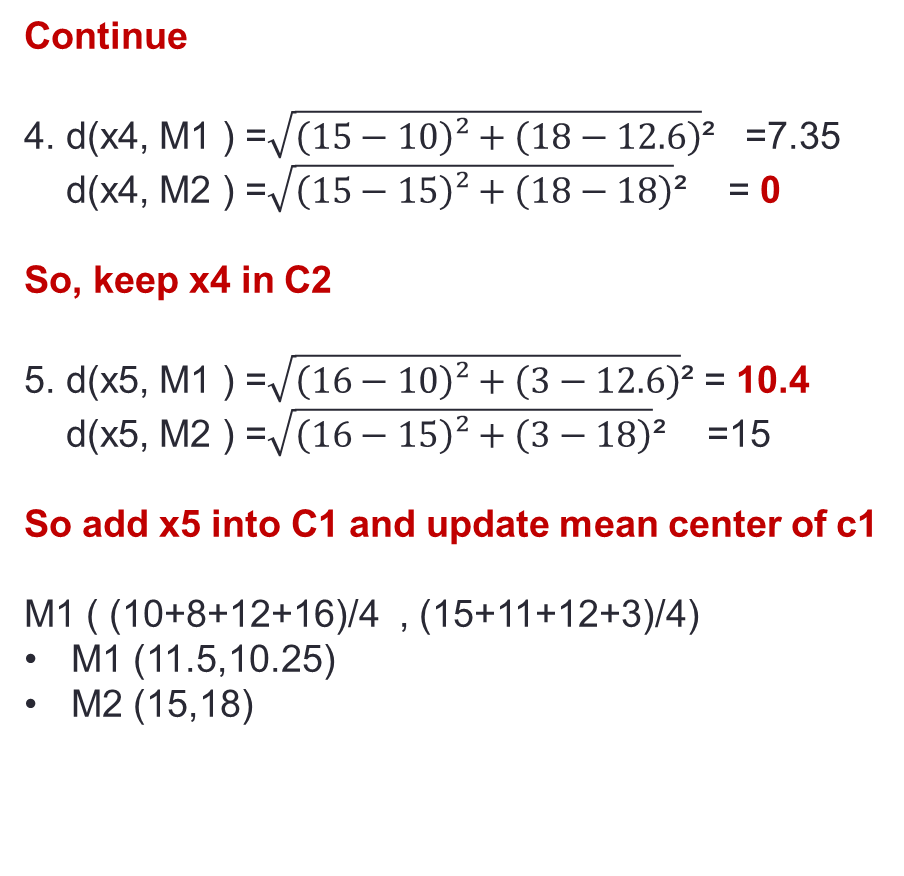 Continue
4. d(x4, M1 ) =√(15 − 10)² + (18 − 12.6)² =7.35
d(x4, M2 ) =√(15 − 15)² + (18 − 18)² = 0
So, keep x4 in C2
5. d(x5, M1 ) =√(16 − 10)² + (3 − 12.6)² = 10.4
d(x5, M2 ) =√(16 − 15)² + (3 − 18)² =15
So add x5 into C1 and update mean center of c1
M1 ( (10+8+12+16)/4 , (15+11+12+3)/4)
• M1 (11.5,10.25)
• M2 (15,18)